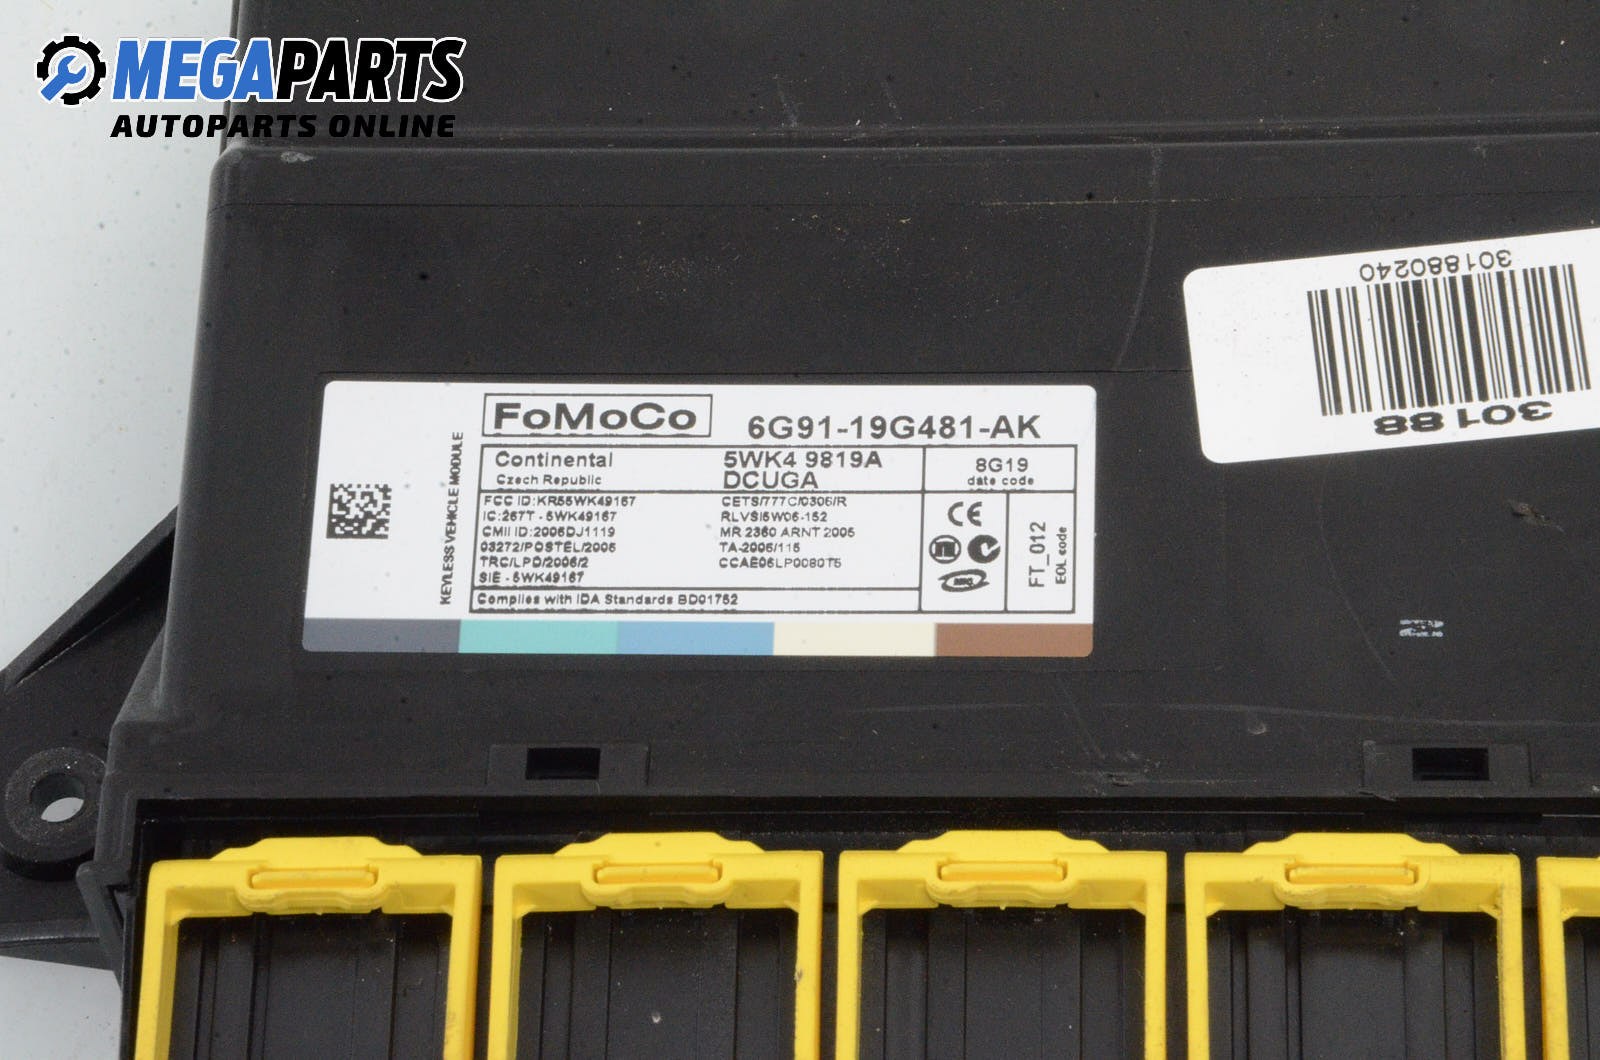 MEGAPARTS
AUTOPARTS ONLINE
301880240
30188
FoMoCo
6G91-19G481-AK
KEYLESS VEHICLE MODULE
Continental
Czech Republic
5WK4 9819A
DCUGA
8G19
date code
FCC ID:KR55WK49167
IC:267T - 5WK49167
CMII ID:2006DJ1119
03272/POSTEL/2006
TRC/LPD/2006/2
SIE - 5WK49167
CETS/777C/0306/R
RLVSI5W06-152
MR 2360 ARNT 2005
TA-2006/115
CCAE06LP0080T5
CE
FT_012
EOL code
Complies with IDA Standards BD01752